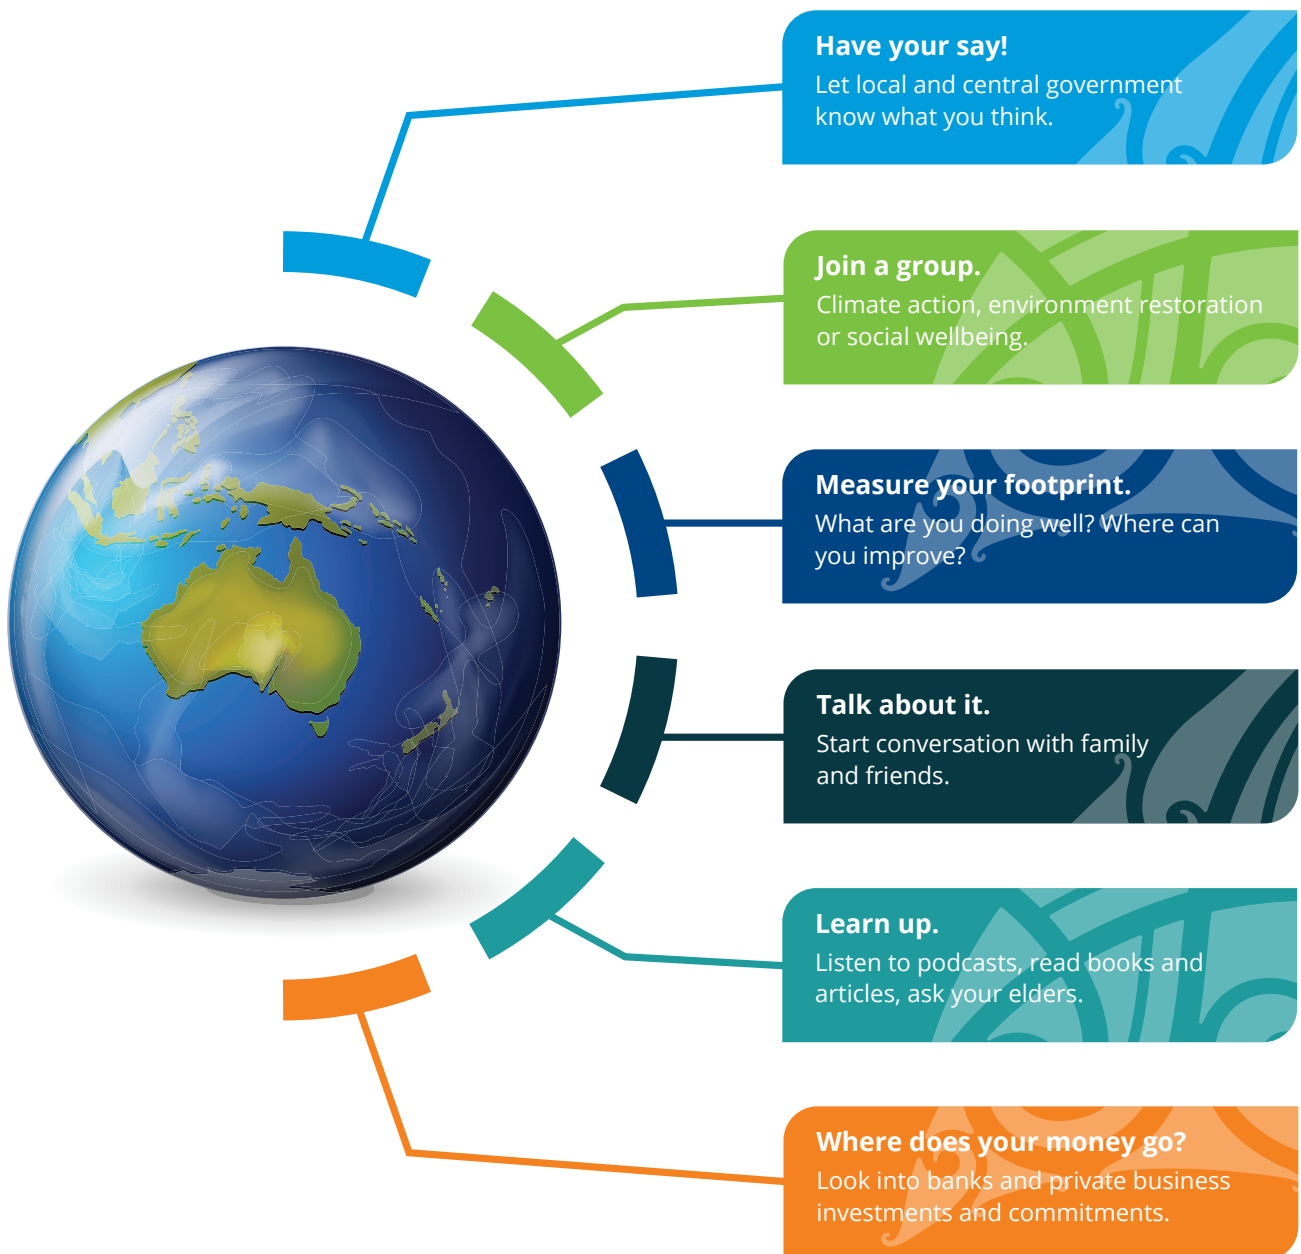 Have your say!
Let local and central government
know what you think.
Join a group.
Climate action, environment restoration
or social wellbeing.
Measure your footprint.
What are you doing well? Where can
you improve?
Talk about it.
Start conversation with family
and friends.
Learn up.
Listen to podcasts, read books and
articles, ask your elders.
Where does your money go?
Look into banks and private business
investments and commitments.